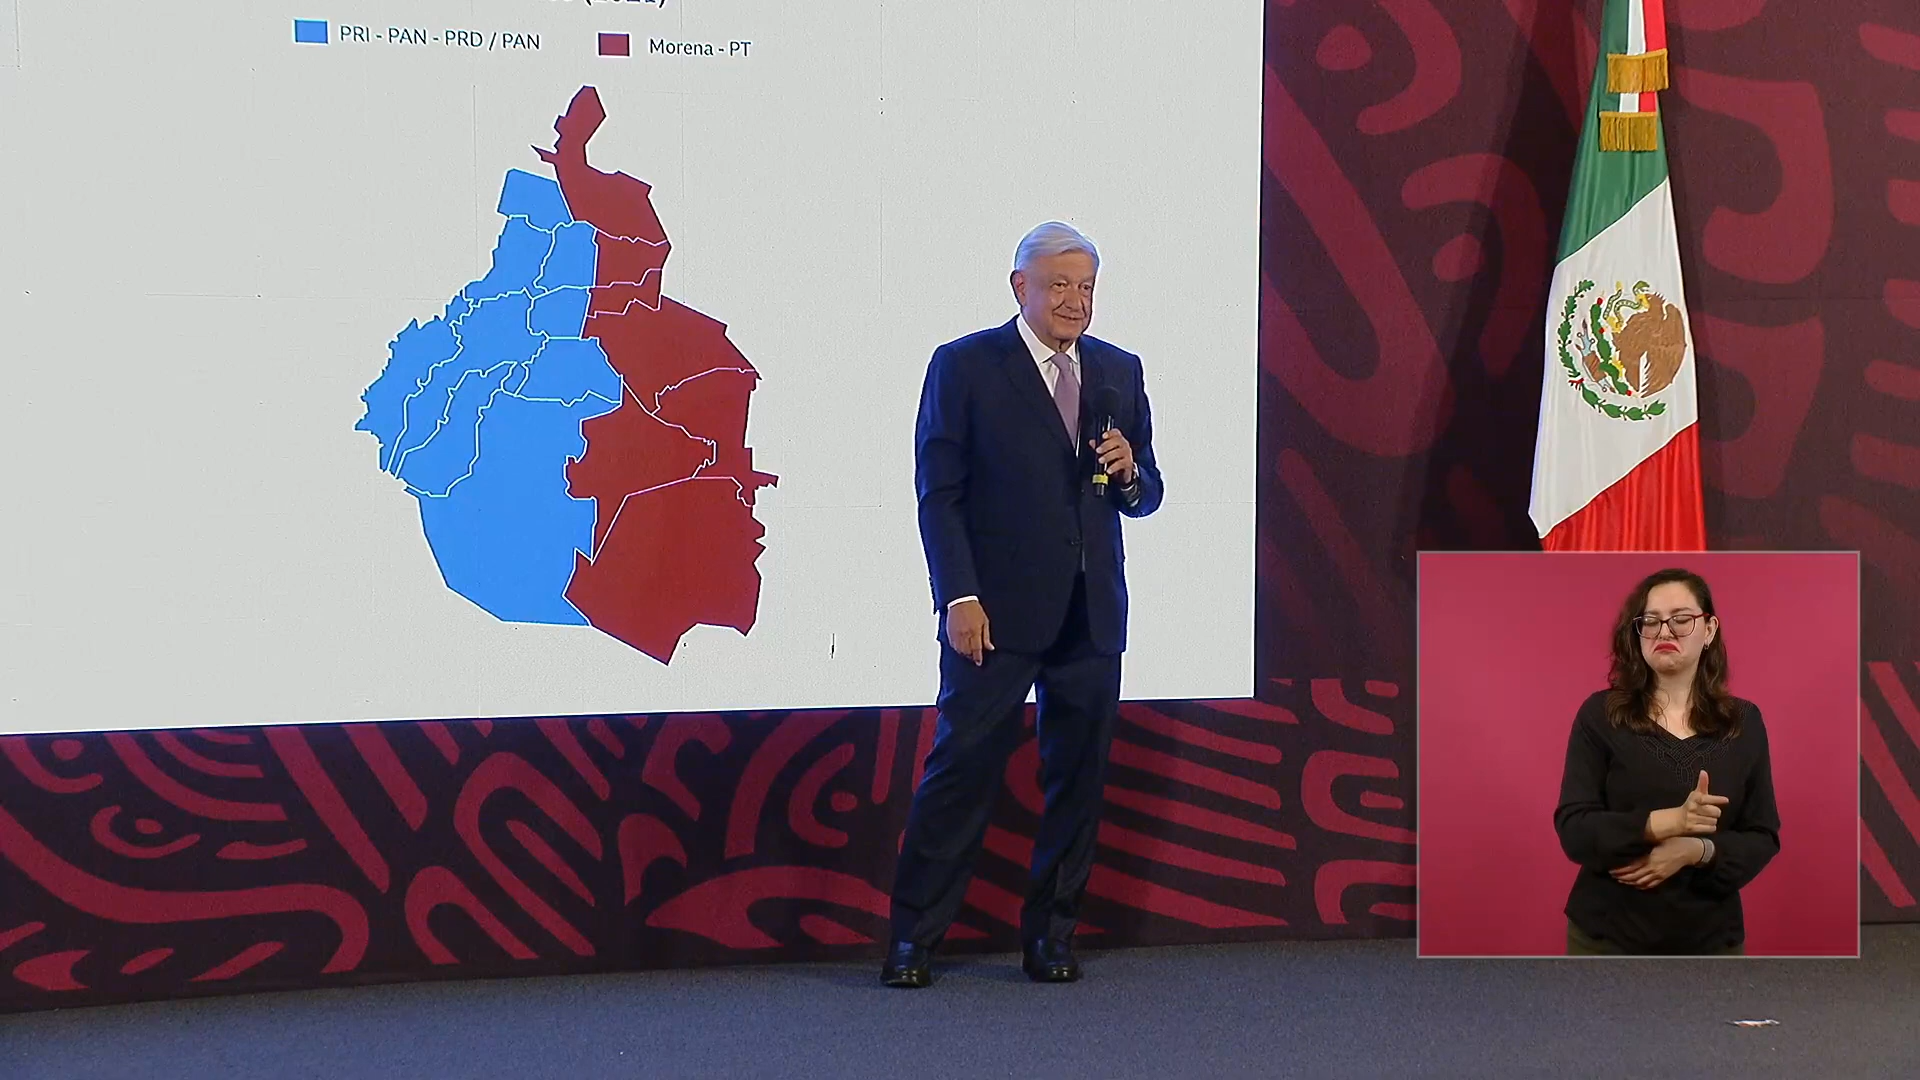 PRI - PAN - PRD / PAN
Morena - PT